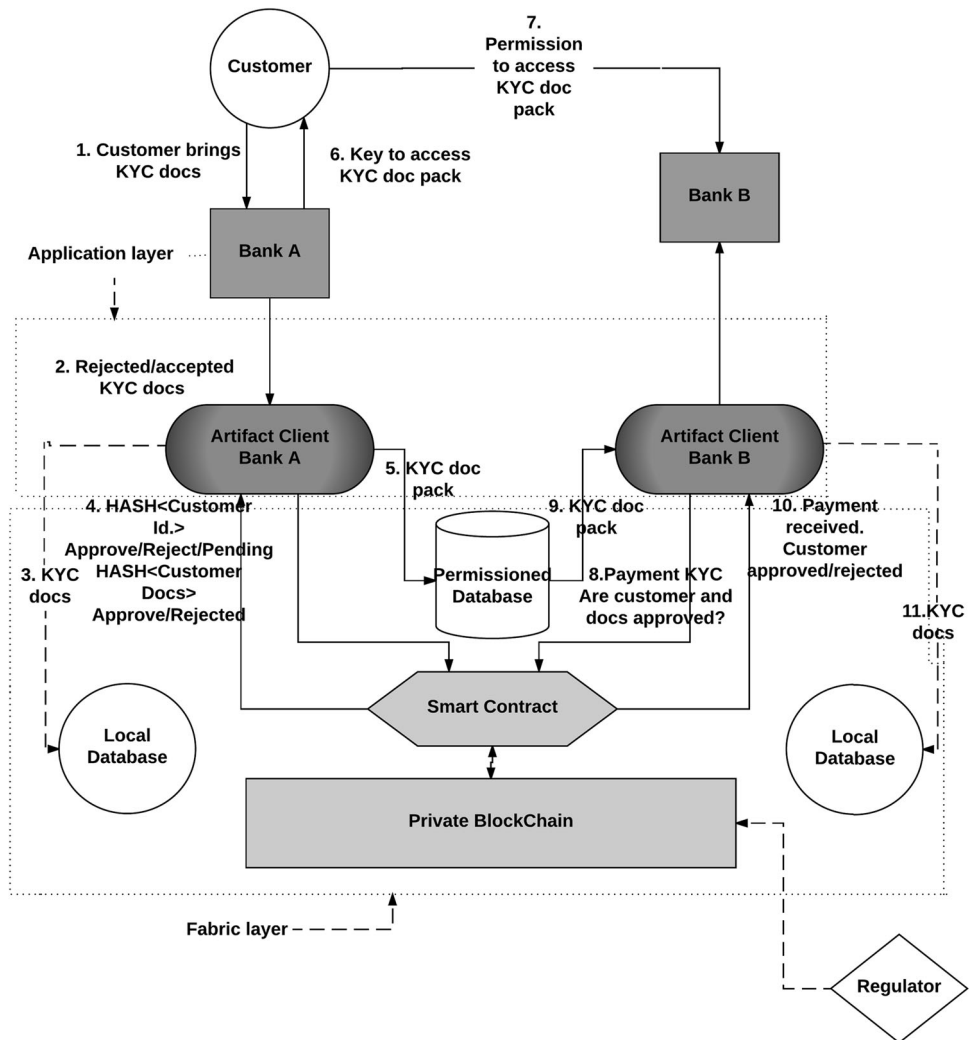 Customer
7.
Permission
to access
KYC doc
pack
1. Customer brings
KYC docs
6. Key to access
KYC doc pack
Bank B
Bank A
Application layer
2. Rejected/accepted
KYC docs
Artifact Client
Bank A
Artifact Client
Bank B
5. KYC doc
pack
4. HASH<Customer
Id.>
Approve/Reject/Pending
HASH<Customer
Docs>
Approve/Rejected
9. KYC doc
pack
10. Payment
received.
Customer
approved/rejected
3. KYC
docs
Permissioned
Database
8.Payment KYC
Are customer and
docs approved?
11.KYC
docs
Smart Contract
Local
Database
Local
Database
Private BlockChain
Fabric layer
Regulator